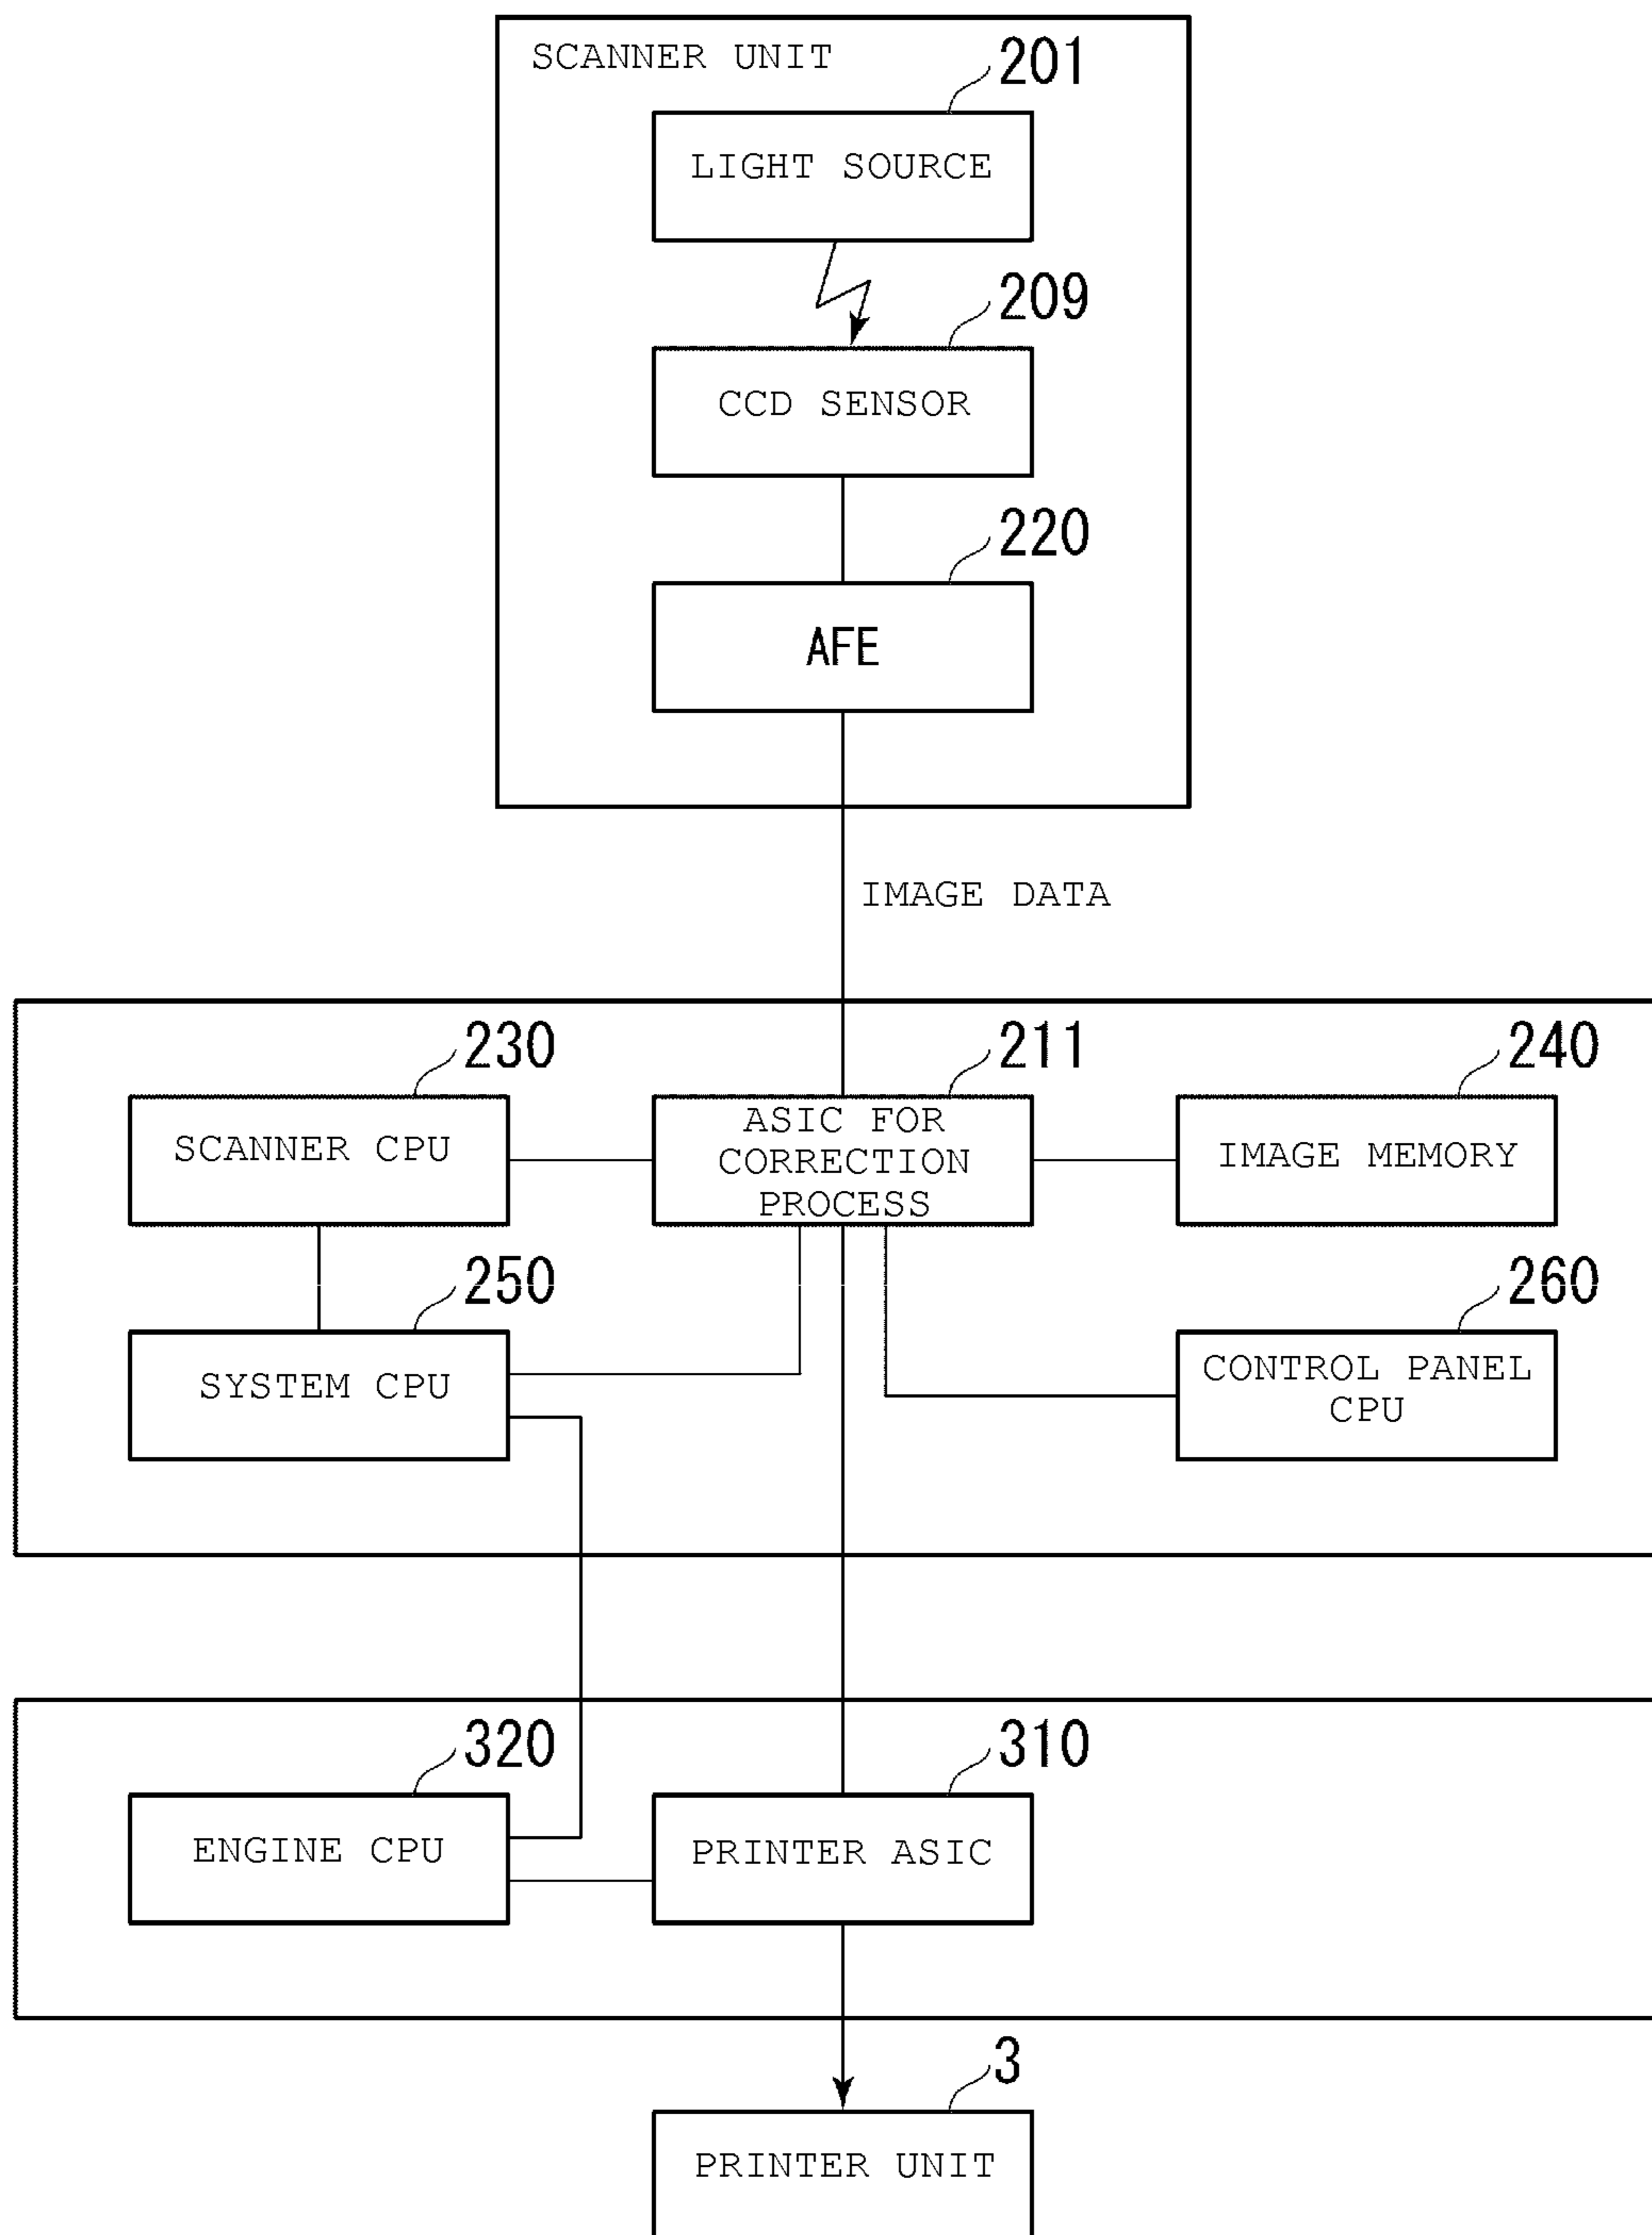 SCANNER UNIT
201
LIGHT SOURCE
209
CCD SENSOR
220
AFE
IMAGE DATA
230
SCANNER CPU
211
ASIC FOR
CORRECTION
PROCESS
240
IMAGE MEMORY
250
SYSTEM CPU
260
CONTROL PANEL
CPU
320
ENGINE CPU
310
PRINTER ASIC
3
PRINTER UNIT